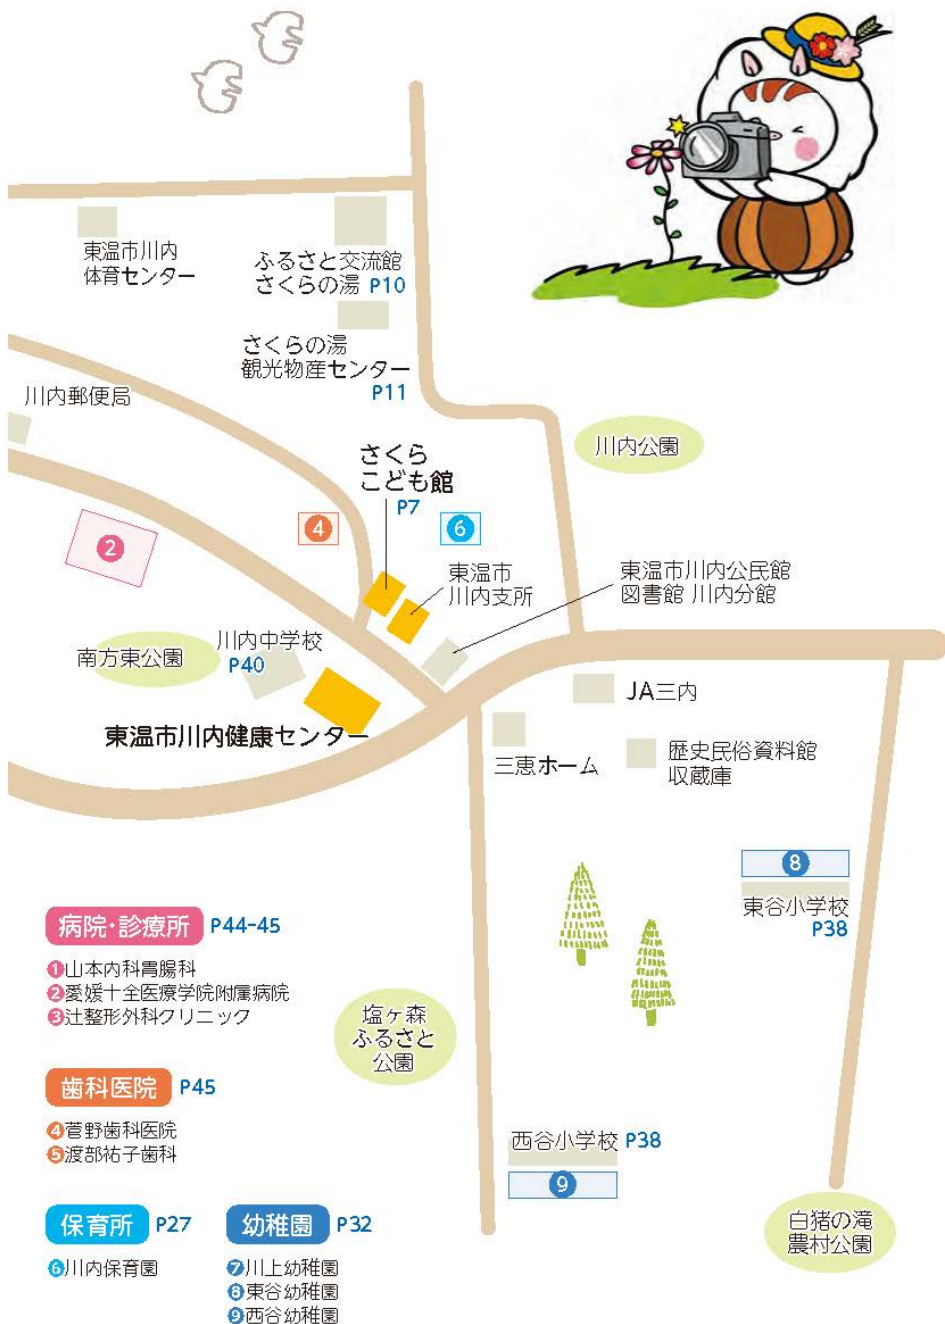 東温市川内
体育センター
ふるさと交流館
さくらの湯 P10
さくらの湯
観光物産センター
P11
川内郵便局
川内公園
さくら
こども館
P7
4
6
2
東温市
川内支所
東温市川内公民館
図書館 川内分館
南方東公園
川内中学校
P40
東温市川内健康センター
JA三内
三恵ホーム
歴史民俗資料館
収蔵庫
8
東谷小学校
P38
塩ヶ森
ふるさと
公園
西谷小学校 P38
9
白猪の滝
農村公園
病院・診療所 P44-45
1山本内科胃腸科
2愛媛十全医療学院附属病院
3辻整形外科クリニック
歯科医院 P45
4菅野歯科医院
5渡部祐子歯科
保育所 P27
6川内保育園
幼稚園 P32
7川上幼稚園
8東谷幼稚園
9西谷幼稚園